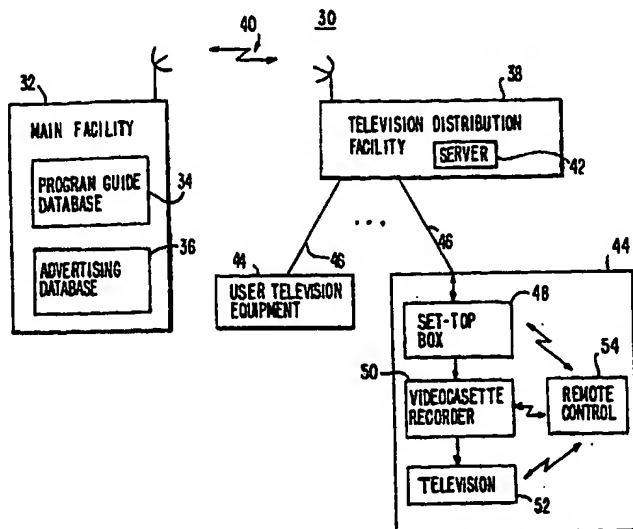 40
30
32
38
MAIN FACILITY
PROGRAM GUIDE
DATABASE
34
ADVERTISING
DATABASE
36
TELEVISION DISTRIBUTION
FACILITY
SERVER
42
...
46
46
44
USER TELEVISION
EQUIPMENT
44
SET-TOP
BOX
48
50
VIDEOCASETTE
RECORDER
54
REMOTE
CONTROL
TELEVISION
52